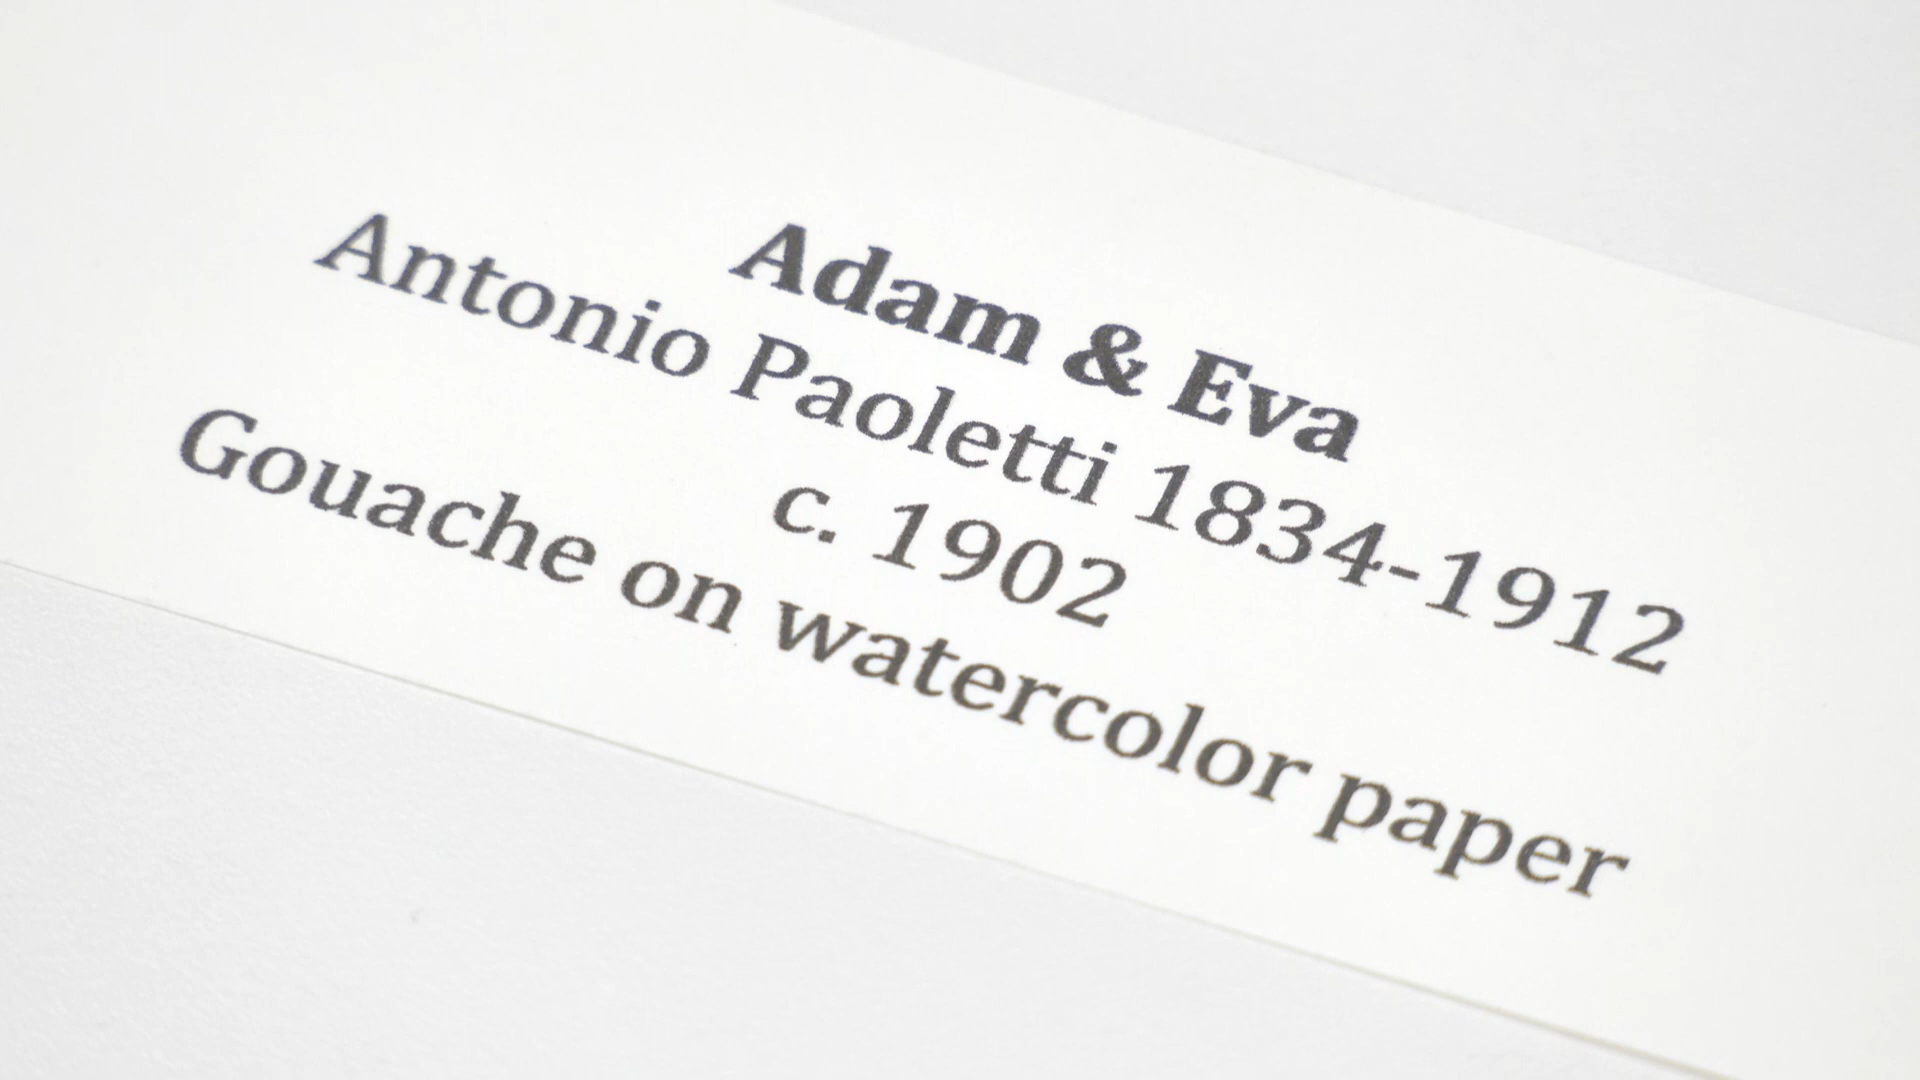 Adam & Eva
Antonio Paoletti 1834-1912
c. 1902
Gouache on watercolor paper